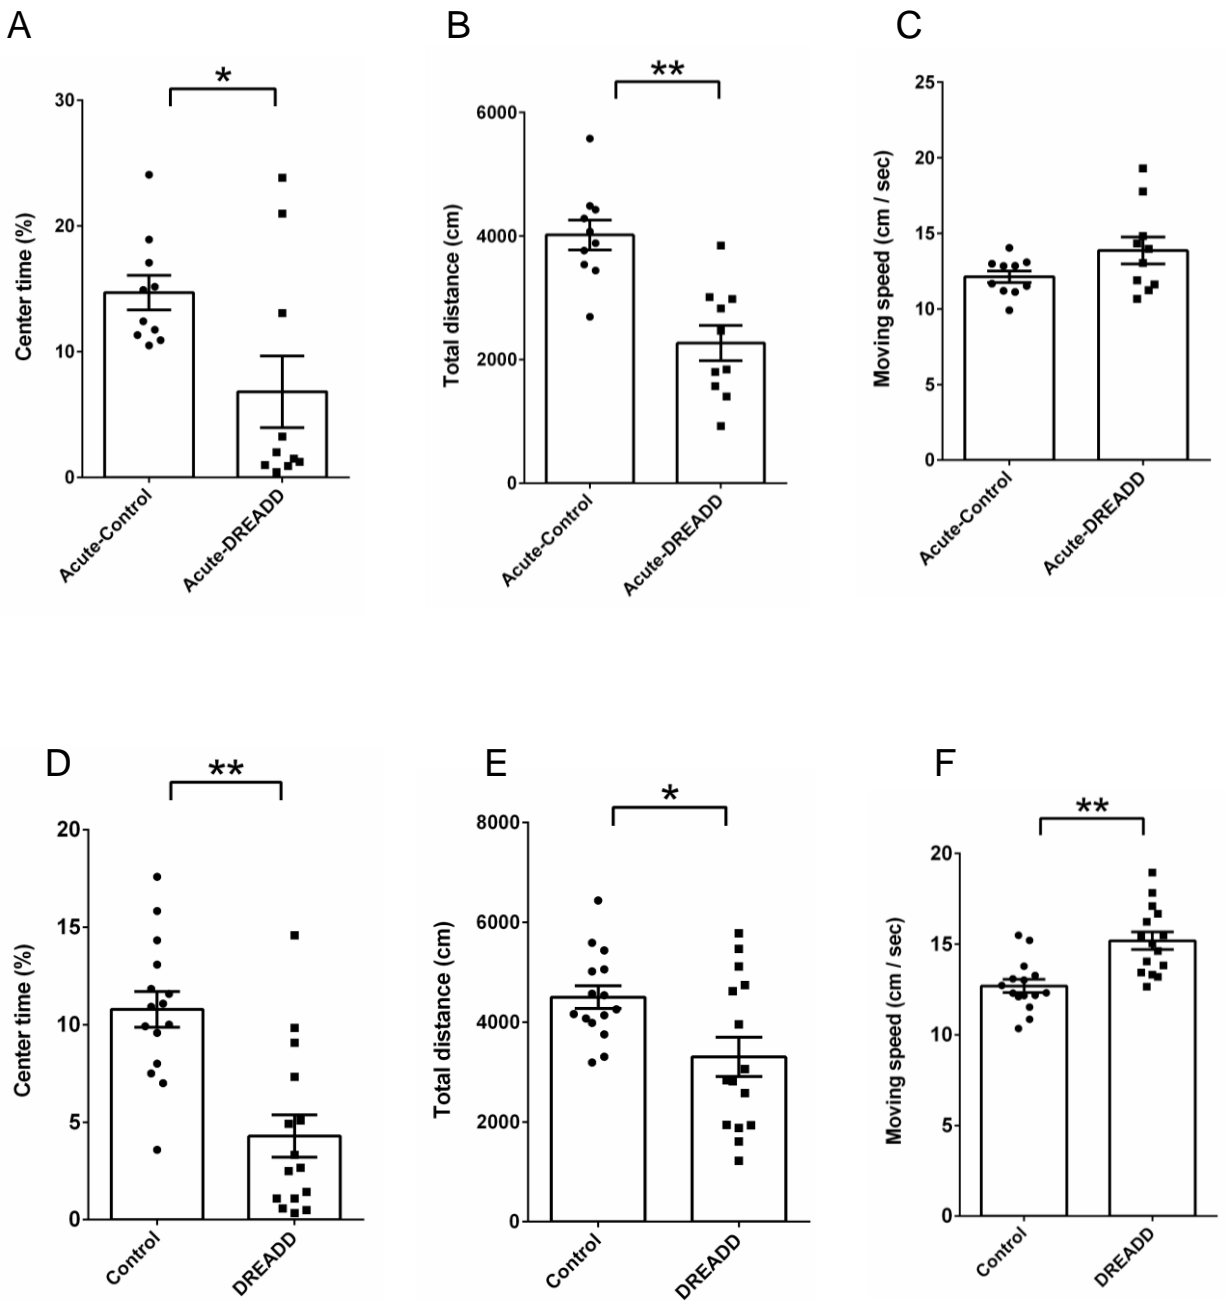 A
B
C
*
**
30
20
10
0
Center time (%)
Acute-Control
Acute-DREADD
6000
4000
2000
0
Total distance (cm)
Acute-Control
Acute-DREADD
25
20
15
10
5
0
Moving speed (cm / sec)
Acute-Control
Acute-DREADD
D
E
F
**
*
**
20
15
10
5
0
Center time (%)
Control
DREADD
8000
6000
4000
2000
0
Total distance (cm)
Control
DREADD
20
15
10
5
0
Moving speed (cm / sec)
Control
DREADD